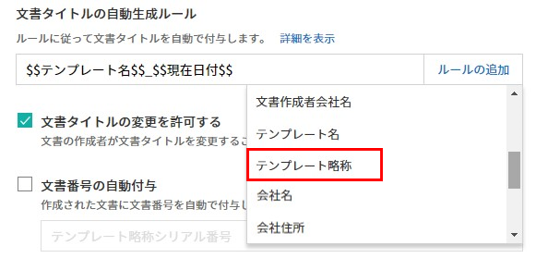 文書タイトルの自動生成ルール
ルールに従って文書タイトルを自動で付与します。 詳細を表示
$$テンプレート名$$_$$現在日付$$ ルールの追加
文書作成者会社名
文書タイトルの変更を許可する
テンプレート名
文書の作成者が文書タイトルを変更するこ
テンプレート略称
文書番号の自動付与
会社名
作成された文書に文書番号を自動で付与し
会社住所
テンプレート略称シリアル番号